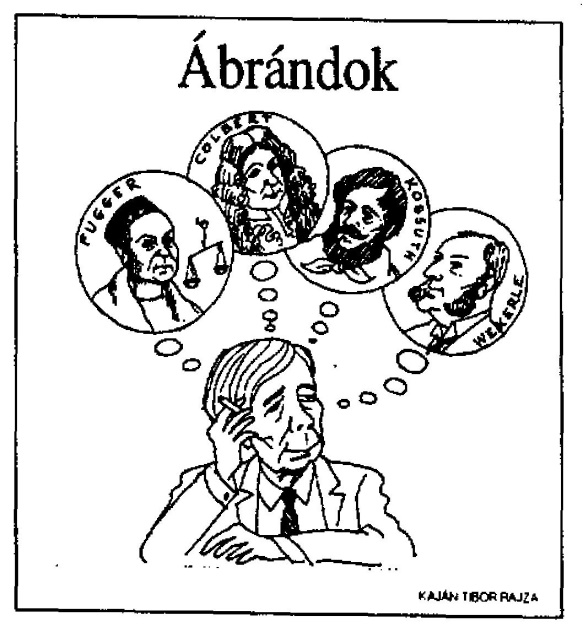 Ábrándok
FUGGER
COLBERT
KOSSUTH
WEKERLE
KAJÁN TIBOR RAJZA